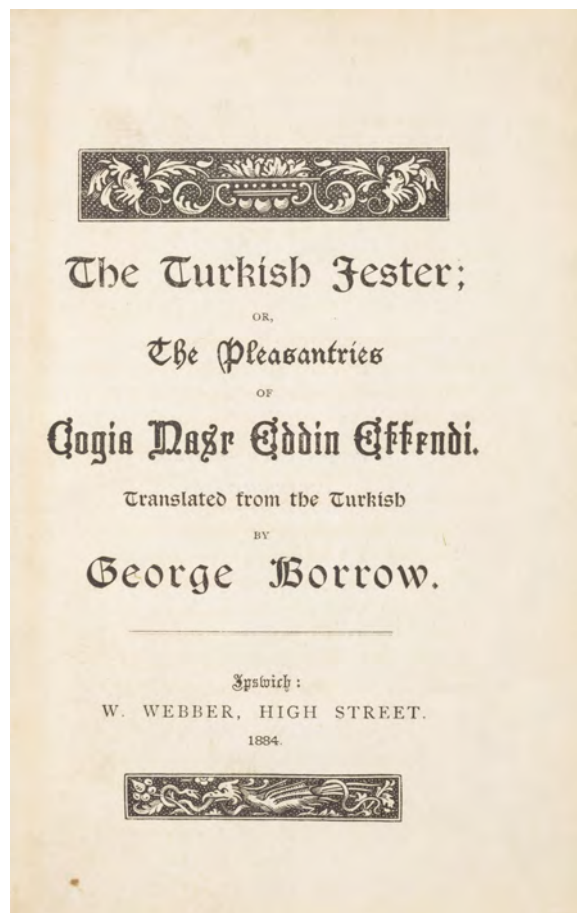 The Turkish Jester;
OR,
The Pleasantries
OF
Cogia Nasr Eddin Effendi.
Translated from the Turkish
BY
George Borrow.
Ipswich:
W. WEBBER, HIGH STREET.
1884.